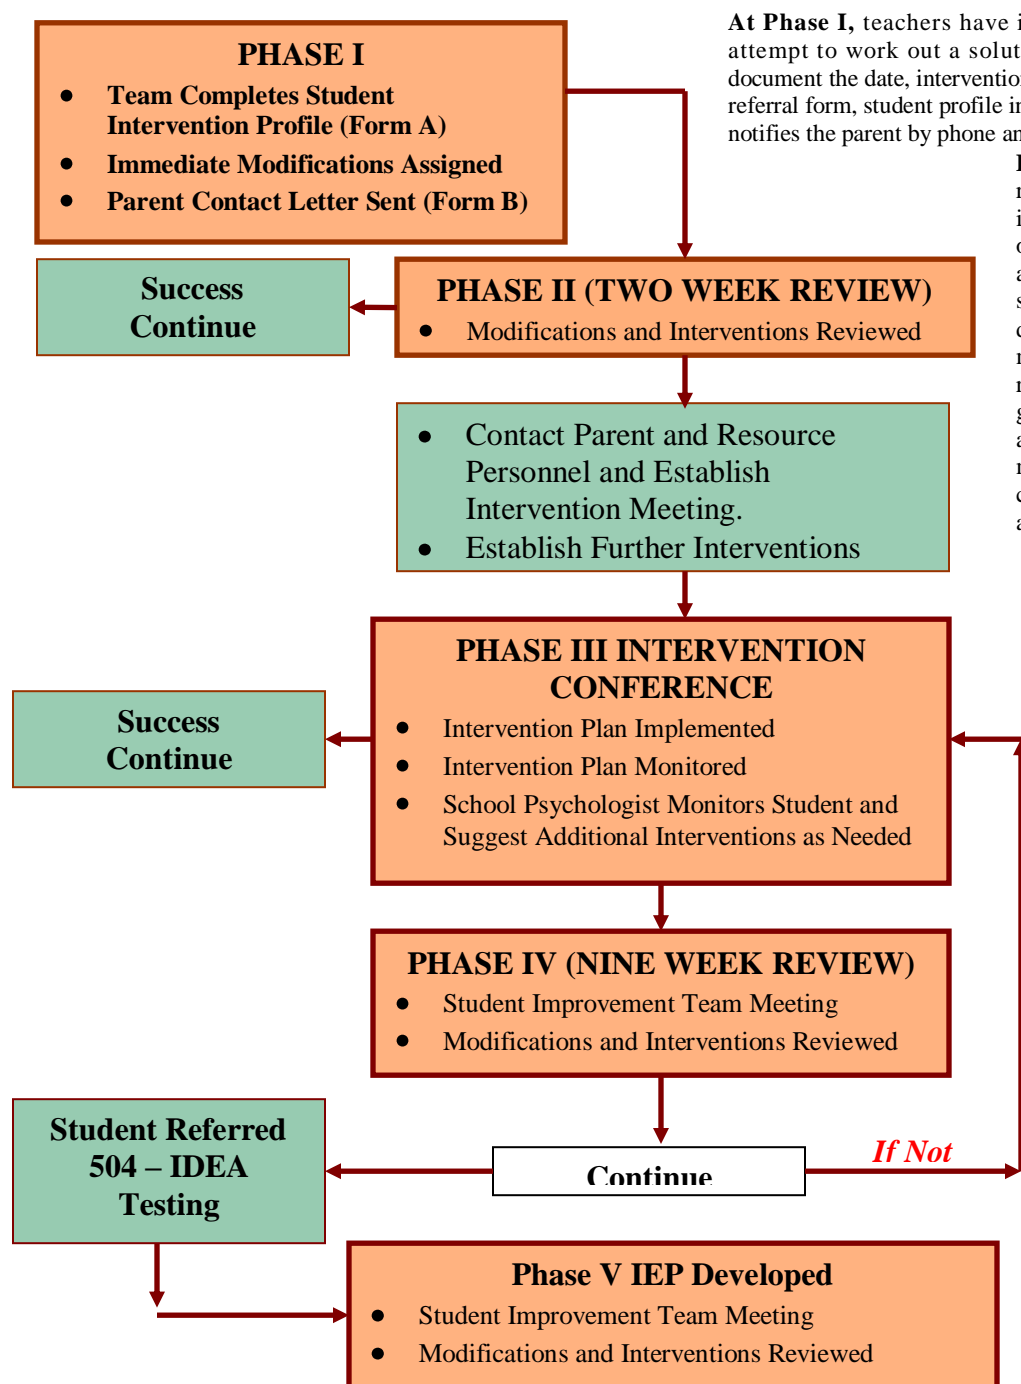 PHASE I
● Team Completes Student
Intervention Profile (Form A)
● Immediate Modifications Assigned
● Parent Contact Letter Sent (Form B)
At Phase I, teachers have
attempt to work out a
document the date,
referral form, student profile
notifies the parent by phone
Success
Continue
PHASE II (TWO WEEK REVIEW)
● Modifications and Interventions Reviewed
● Contact Parent and Resource
Personnel and Establish
Intervention Meeting.
● Establish Further Interventions
PHASE III INTERVENTION
CONFERENCE
● Intervention Plan Implemented
● Intervention Plan Monitored
● School Psychologist Monitors Student and
Suggest Additional Interventions as Needed
Success
Continue
PHASE IV (NINE WEEK REVIEW)
● Student Improvement Team Meeting
● Modifications and Interventions Reviewed
Student Referred
504 – IDEA
Testing
Continue
If Not
Phase V IEP Developed
● Student Improvement Team Meeting
● Modifications and Interventions Reviewed